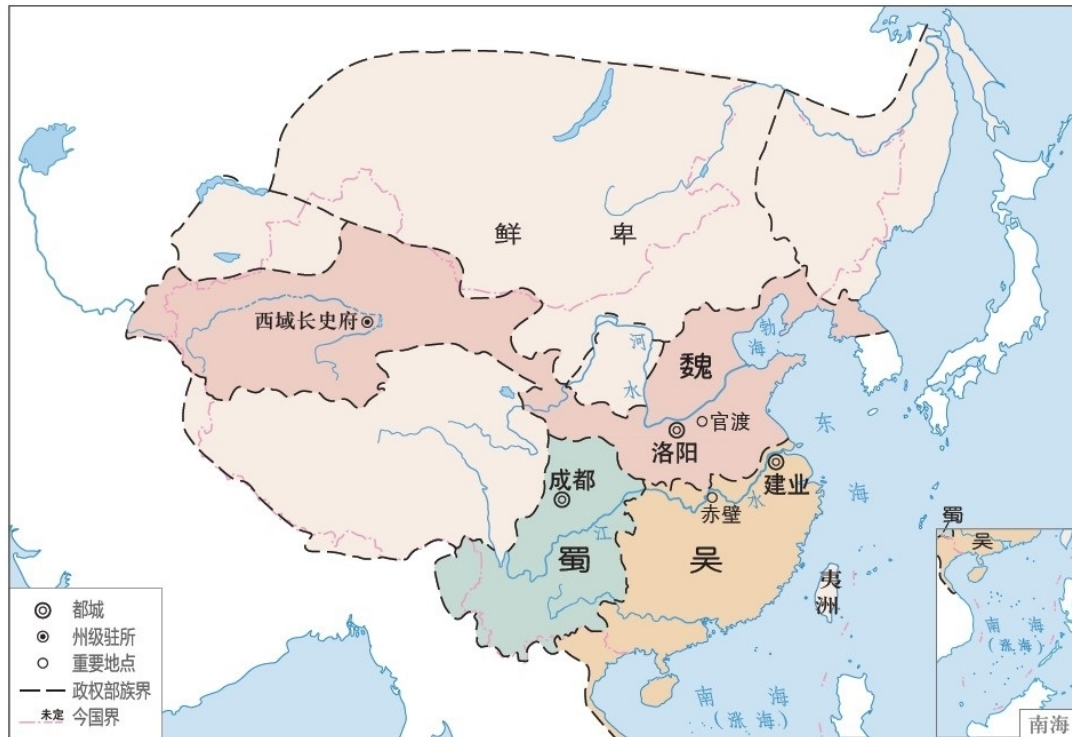 鲜卑
西域长史府
河水
勃海
魏
官渡
洛阳
东海
成都
建业
赤壁
江水
蜀
吴
夷洲
南海
(涨海)
蜀
吴
南海
(涨海)
南海
都城
州级驻所
重要地点
政权部族界
未定 今国界